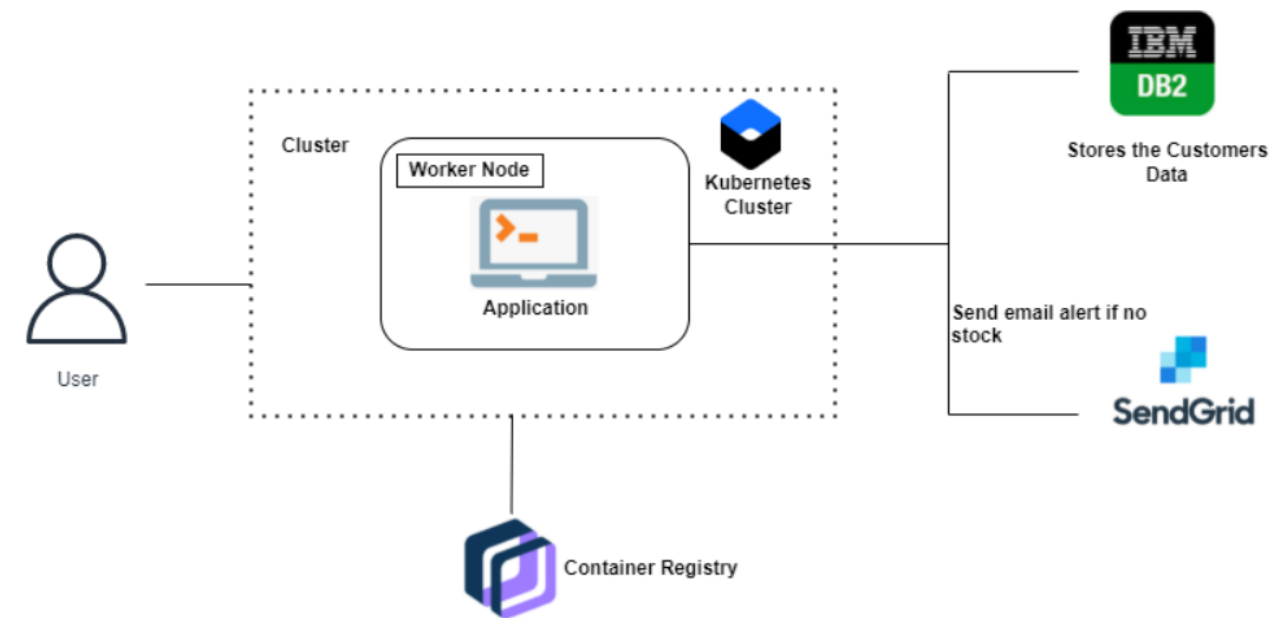 IBM
DB2
Stores the Customers
Data
Cluster
Worker Node
Kubernetes
Cluster
Application
User
Send email alert if no
stock
SendGrid
Container Registry